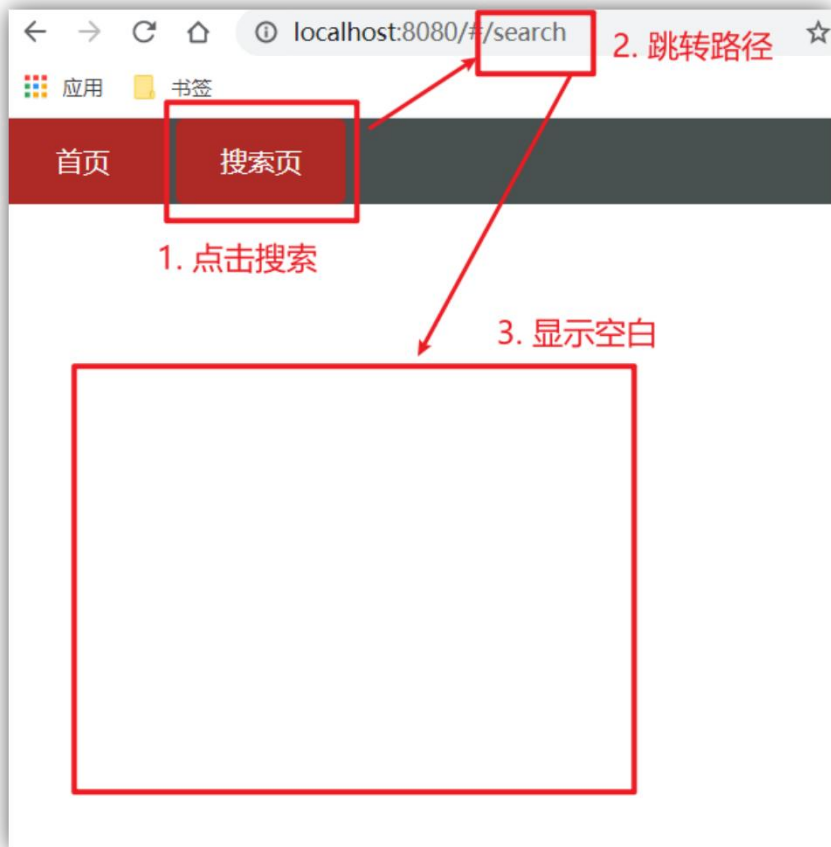 localhost:8080/#/search
2. 跳转路径
应用
书签
首页
搜索页
1. 点击搜索
3. 显示空白